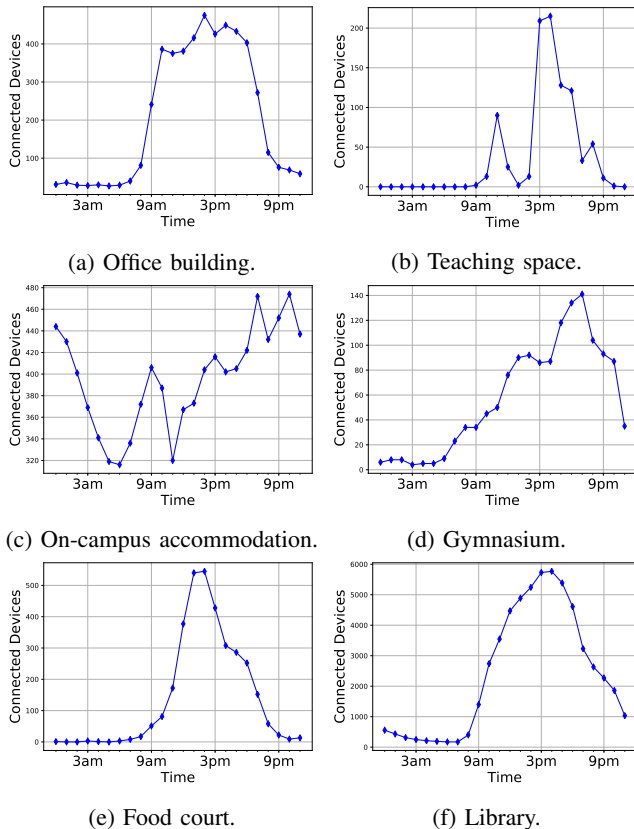 400
300
200
100
Connected Devices
3am 9am 3pm 9pm
Time
(a) Office building.
200
150
100
50
0
Connected Devices
3am 9am 3pm 9pm
Time
(b) Teaching space.
480
460
440
420
400
380
360
340
320
Connected Devices
3am 9am 3pm 9pm
Time
(c) On-campus accommodation.
140
120
100
80
60
40
20
0
Connected Devices
3am 9am 3pm 9pm
Time
(d) Gymnasium.
500
400
300
200
100
0
Connected Devices
3am 9am 3pm 9pm
Time
(e) Food court.
6000
5000
4000
3000
2000
1000
0
Connected Devices
3am 9am 3pm 9pm
Time
(f) Library.